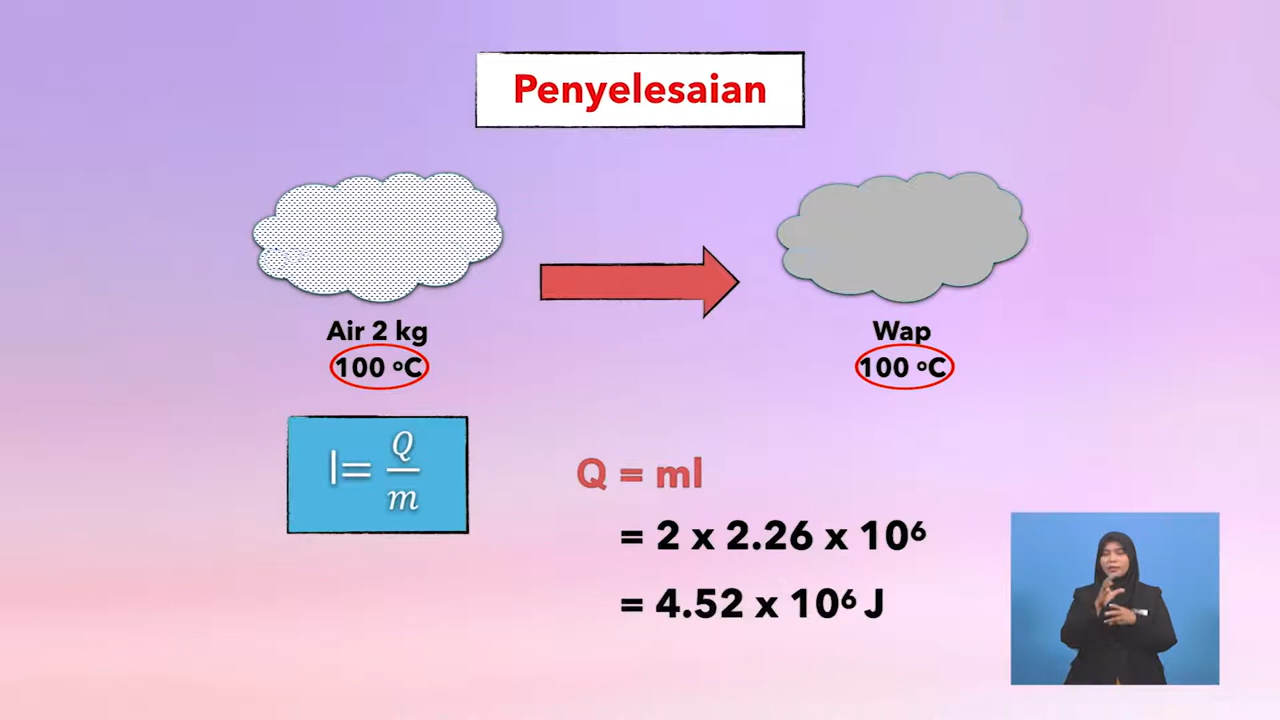 Penyelesaian
Air 2 kg
100 ºC
Wap
100 ºC
l= Q/m
Q = ml
= 2 x 2.26 x 10⁶
= 4.52 x 10⁶ J